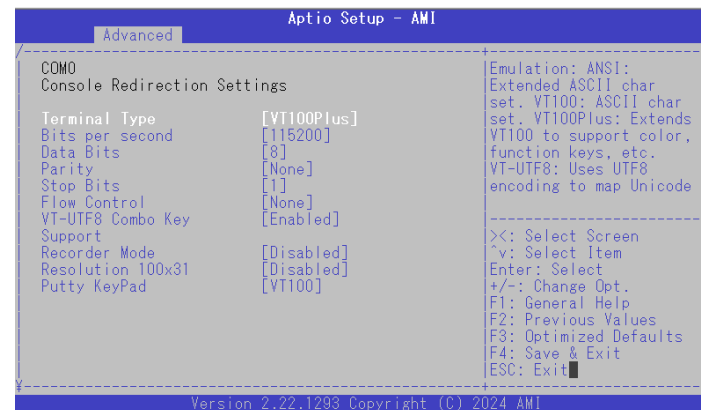 Aptio Setup - AMI
Advanced
COM0
Console Redirection Settings
Terminal Type [VT100Plus]
Bits per second [115200]
Data Bits [8]
Parity [None]
Stop Bits [1]
Flow Control [None]
VT-UTF8 Combo Key [Enabled]
Support
Recorder Mode [Disabled]
Resolution 100x31 [Disabled]
Putty KeyPad [VT100]
Emulation: ANSI:
Extended ASCII char
set. VT100: ASCII char
set. VT100Plus: Extends
VT100 to support color,
function keys, etc.
VT-UTF8: Uses UTF8
encoding to map Unicode
><: Select Screen
^v: Select Item
Enter: Select
+/-: Change Opt.
F1: General Help
F2: Previous Values
F3: Optimized Defaults
F4: Save & Exit
ESC: Exit
Version 2.22.1293 Copyright (C) 2024 AMI